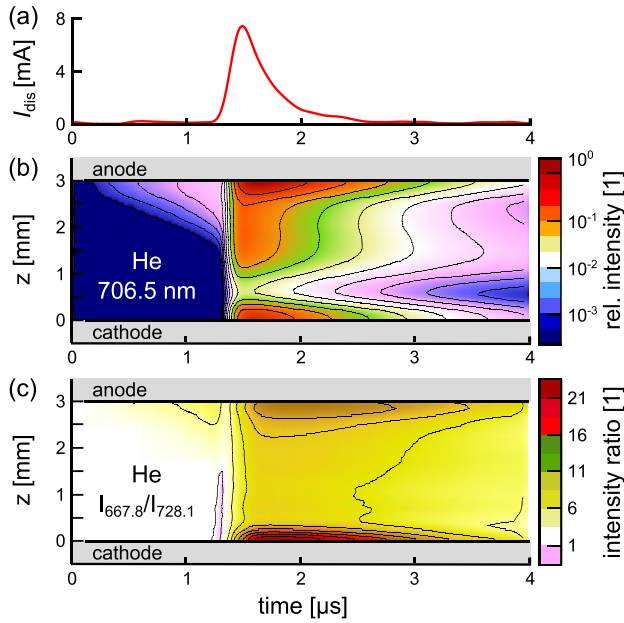 (a)
I_dis [mA]
8
4
0
0 1 2 3 4
(b)
anode
z [mm]
3
2
1
0
He
706.5 nm
cathode
0 1 2 3 4
rel. intensity [1]
10^0
10^-1
10^-2
10^-3
(c)
anode
z [mm]
3
2
1
0
He
I_667.8/I_728.1
cathode
0 1 2 3 4
time [µs]
intensity ratio [1]
21
16
11
6
1